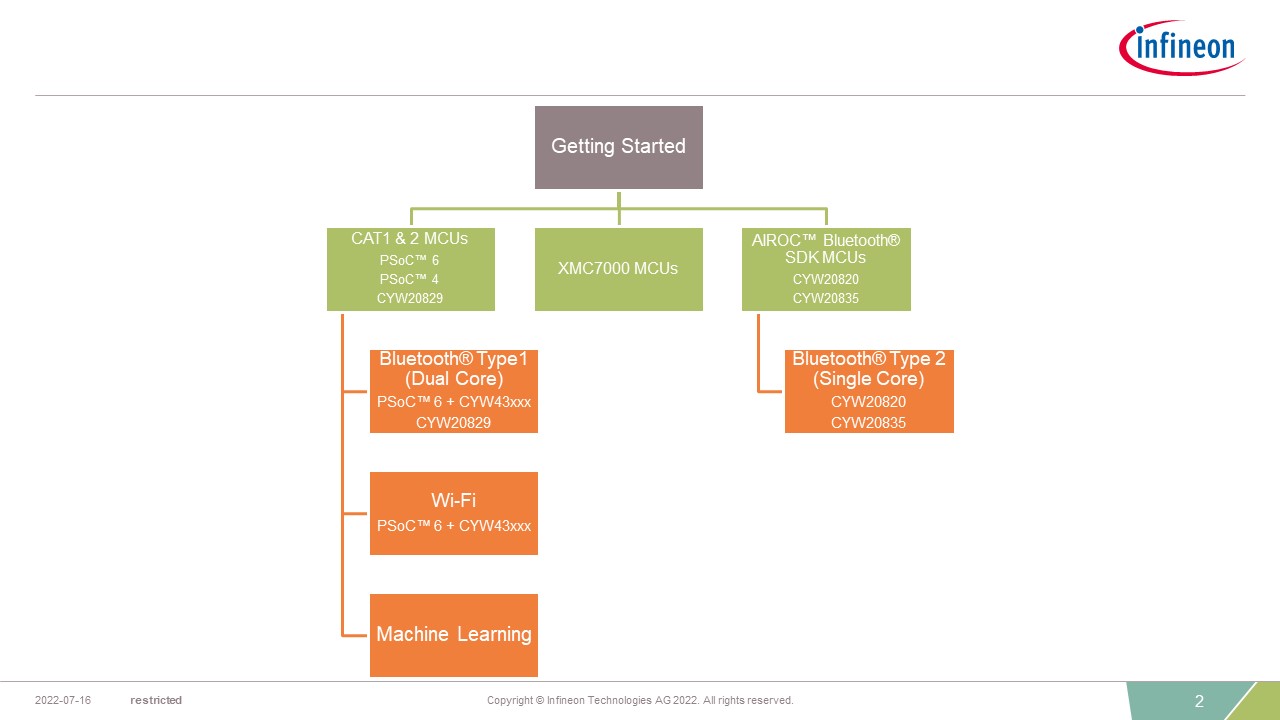 infineon
Getting Started
CAT1 & 2 MCUs
PSoC™ 6
PSoC™ 4
CYW20829
XMC7000 MCUs
AIROC™ Bluetooth®
SDK MCUs
CYW20820
CYW20835
Bluetooth® Type1
(Dual Core)
PSoC™ 6 + CYW43xxx
CYW20829
Bluetooth® Type 2
(Single Core)
CYW20820
CYW20835
Wi-Fi
PSoC™ 6 + CYW43xxx
Machine Learning
2022-07-16 restricted Copyright © Infineon Technologies AG 2022. All rights reserved. 2